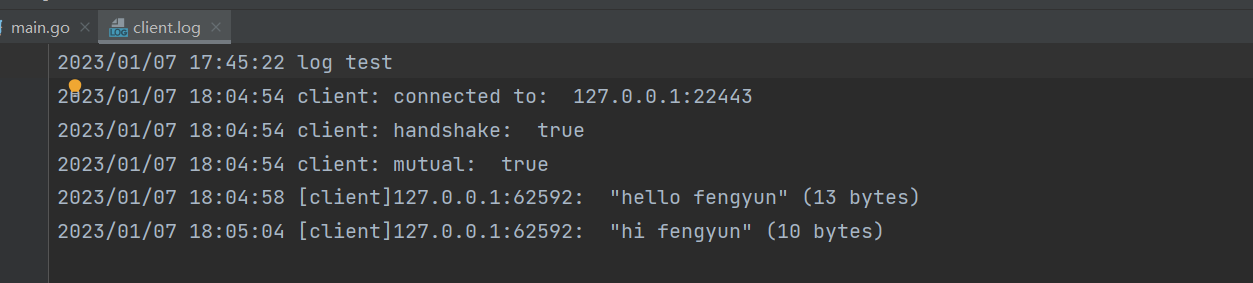 main.go
client.log
LOG
2023/01/07 17:45:22 log test
2023/01/07 18:04:54 client: connected to:  127.0.0.1:22443
2023/01/07 18:04:54 client: handshake:  true
2023/01/07 18:04:54 client: mutual:  true
2023/01/07 18:04:58 [client]127.0.0.1:62592:  "hello fengyun" (13 bytes)
2023/01/07 18:05:04 [client]127.0.0.1:62592:  "hi fengyun" (10 bytes)